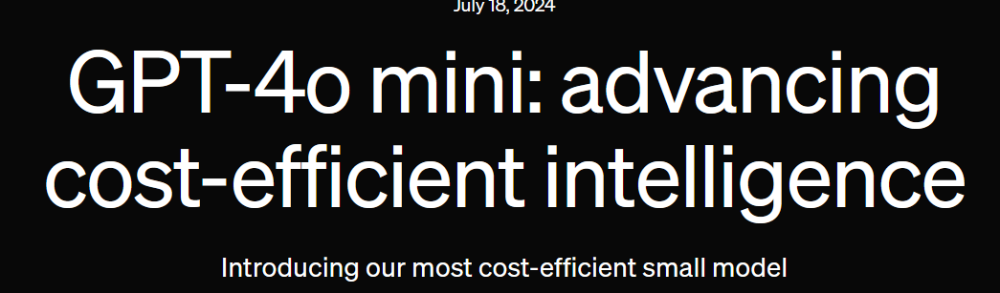 July 18, 2024
GPT-4o mini: advancing
cost-efficient intelligence
Introducing our most cost-efficient small model